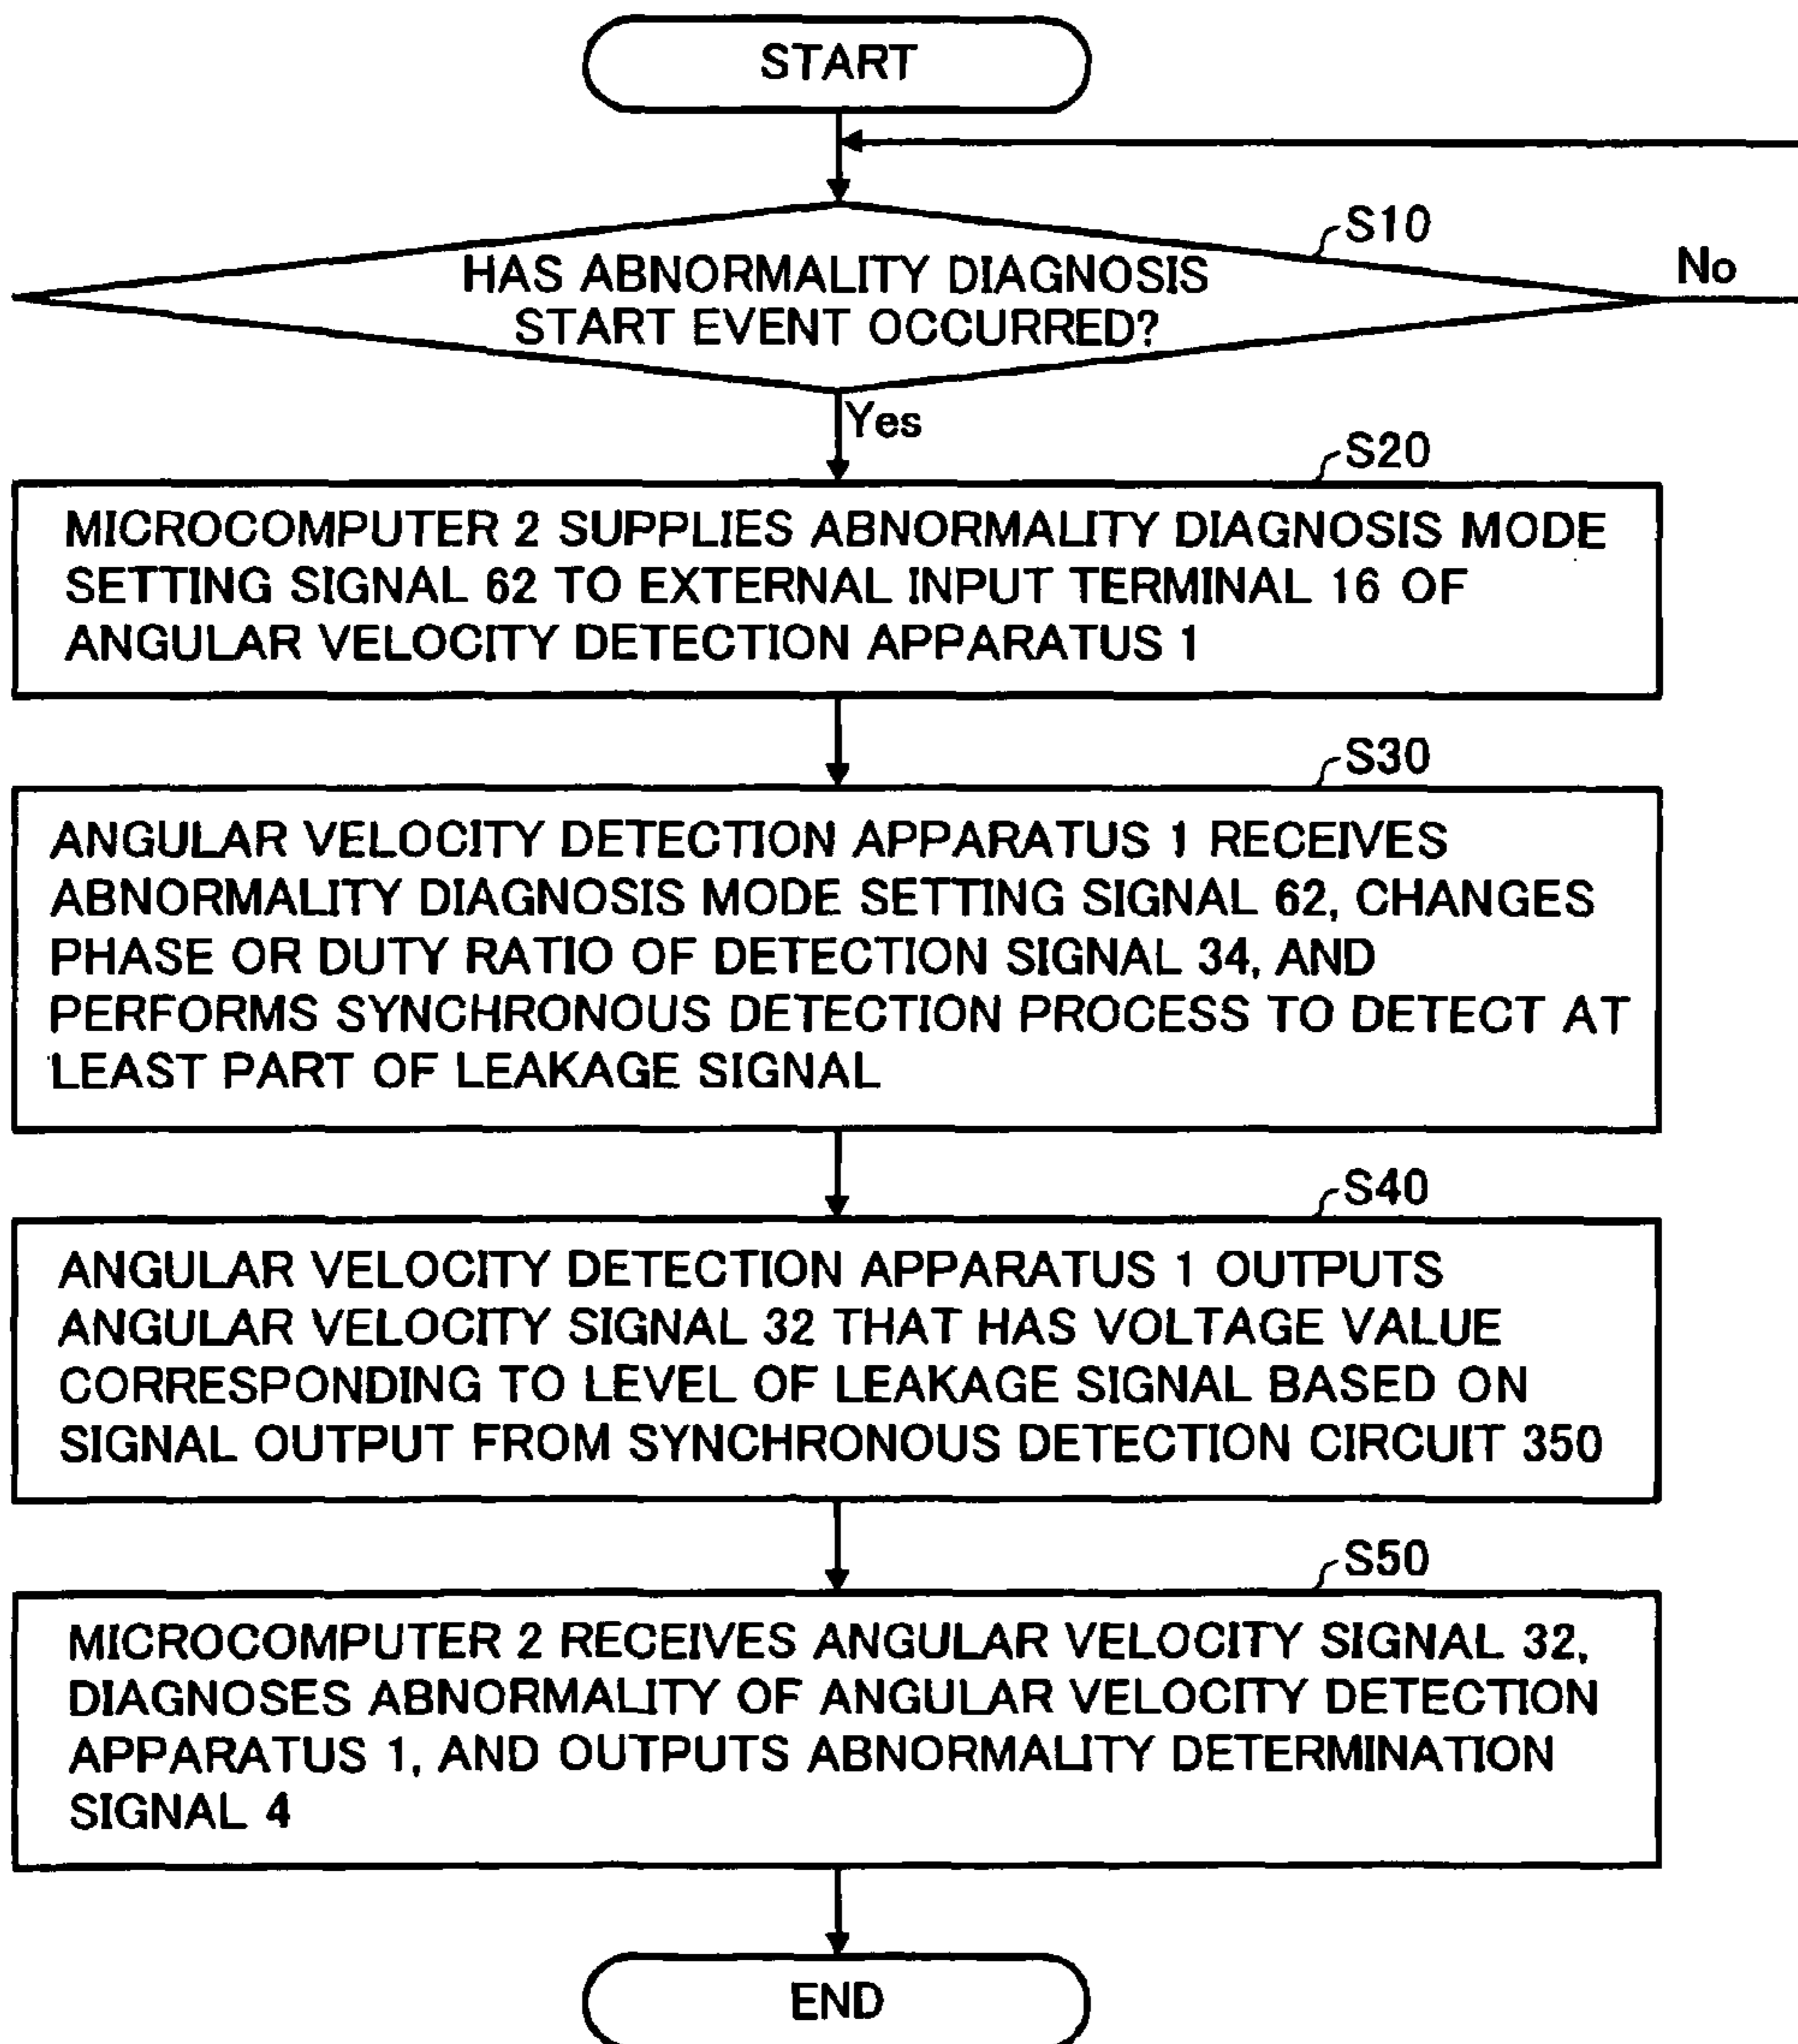 START
S10
HAS ABNORMALITY DIAGNOSIS
START EVENT OCCURRED?
No
Yes
S20
MICROCOMPUTER 2 SUPPLIES ABNORMALITY DIAGNOSIS MODE
SETTING SIGNAL 62 TO EXTERNAL INPUT TERMINAL 16 OF
ANGULAR VELOCITY DETECTION APPARATUS 1
S30
ANGULAR VELOCITY DETECTION APPARATUS 1 RECEIVES
ABNORMALITY DIAGNOSIS MODE SETTING SIGNAL 62, CHANGES
PHASE OR DUTY RATIO OF DETECTION SIGNAL 34, AND
PERFORMS SYNCHRONOUS DETECTION PROCESS TO DETECT AT
LEAST PART OF LEAKAGE SIGNAL
S40
ANGULAR VELOCITY DETECTION APPARATUS 1 OUTPUTS
ANGULAR VELOCITY SIGNAL 32 THAT HAS VOLTAGE VALUE
CORRESPONDING TO LEVEL OF LEAKAGE SIGNAL BASED ON
SIGNAL OUTPUT FROM SYNCHRONOUS DETECTION CIRCUIT 350
S50
MICROCOMPUTER 2 RECEIVES ANGULAR VELOCITY SIGNAL 32,
DIAGNOSES ABNORMALITY OF ANGULAR VELOCITY DETECTION
APPARATUS 1, AND OUTPUTS ABNORMALITY DETERMINATION
SIGNAL 4
END